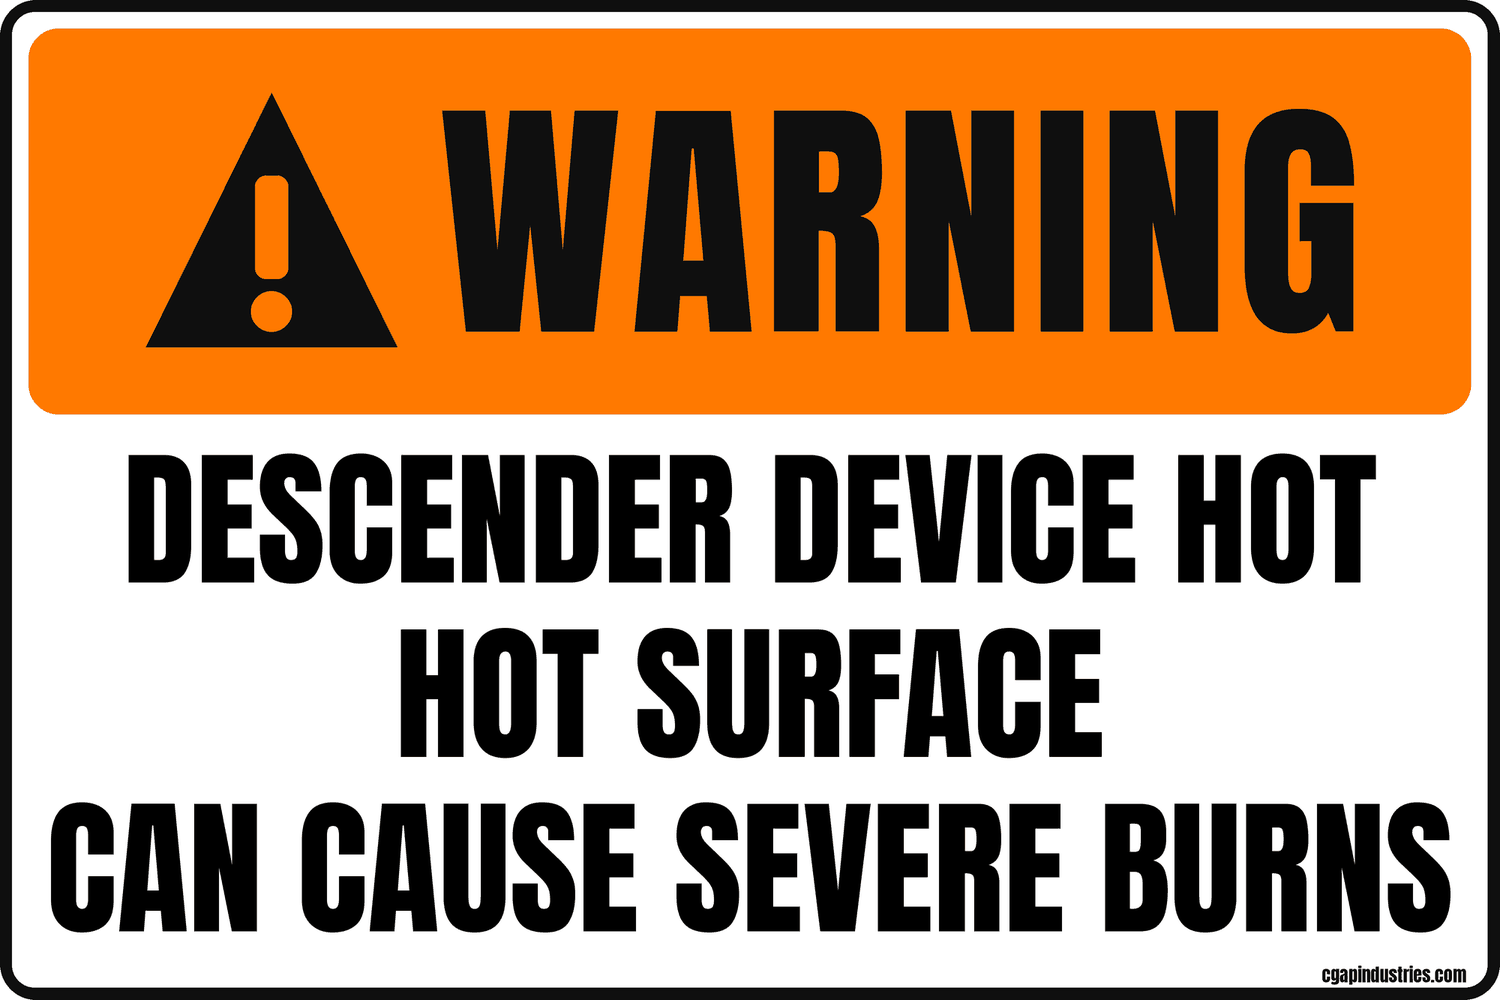 WARNING
DESCENDER DEVICE HOT
HOT SURFACE
CAN CAUSE SEVERE BURNS
cgapindustries.com